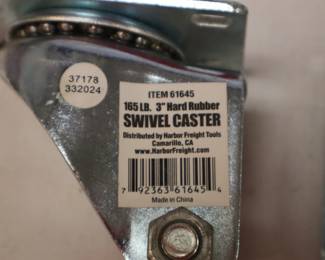 37178
332024
ITEM 61645
165 LB. 3" Hard Rubber
SWIVEL CASTER
Distributed by Harbor Freight Tools
Camarillo, CA
www.HarborFreight.com
7 92363 61645 4
Made in China